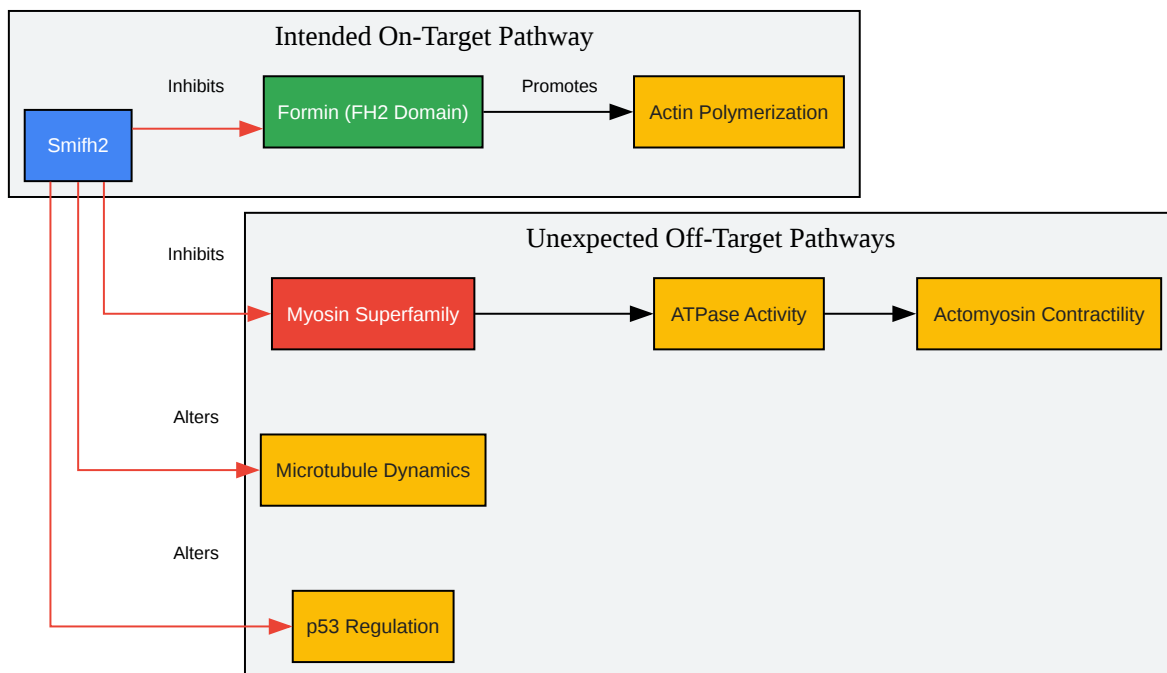 Intended On-Target Pathway
Inhibits
Promotes
Formin (FH2 Domain)
Actin Polymerization
Smifh2
Unexpected Off-Target Pathways
Inhibits
Myosin Superfamily
ATPase Activity
Actomyosin Contractility
Alters
Microtubule Dynamics
Alters
p53 Regulation